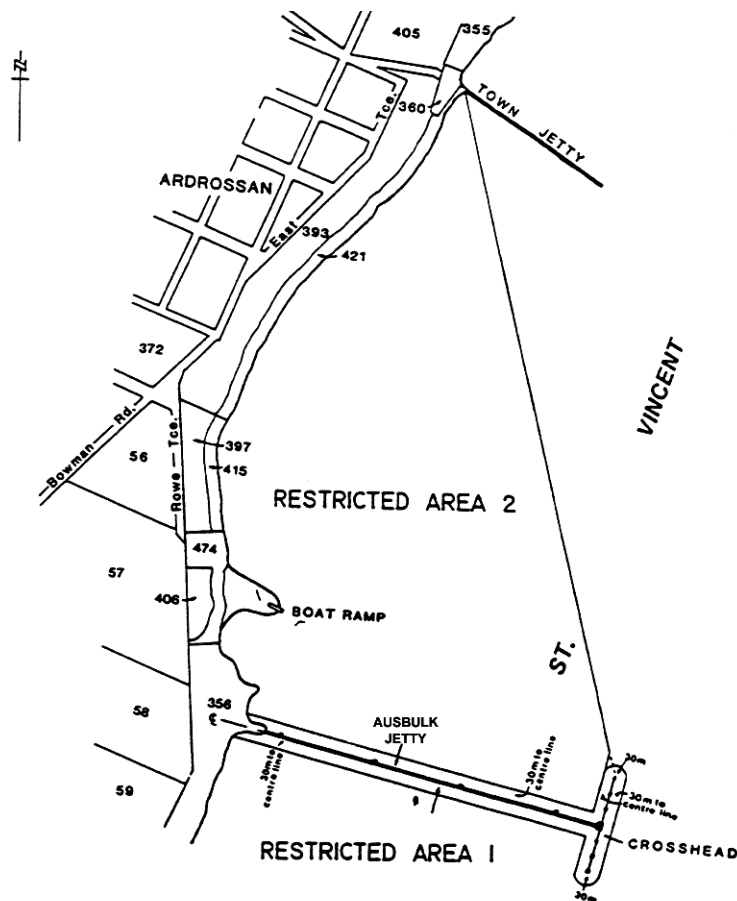 405
355
N
360
Tce.
TOWN JETTY
ARDROSSAN
East
393
421
372
VINCENT
Bowman Rd.
56
Rowe Tce.
397
415
RESTRICTED AREA 2
474
57
406
BOAT RAMP
ST.
58
356
AUSBULK
JETTY
30m to
centre line
30m to
centre line
30m
30m to
centre line
59
CROSSHEAD
RESTRICTED AREA 1
30m